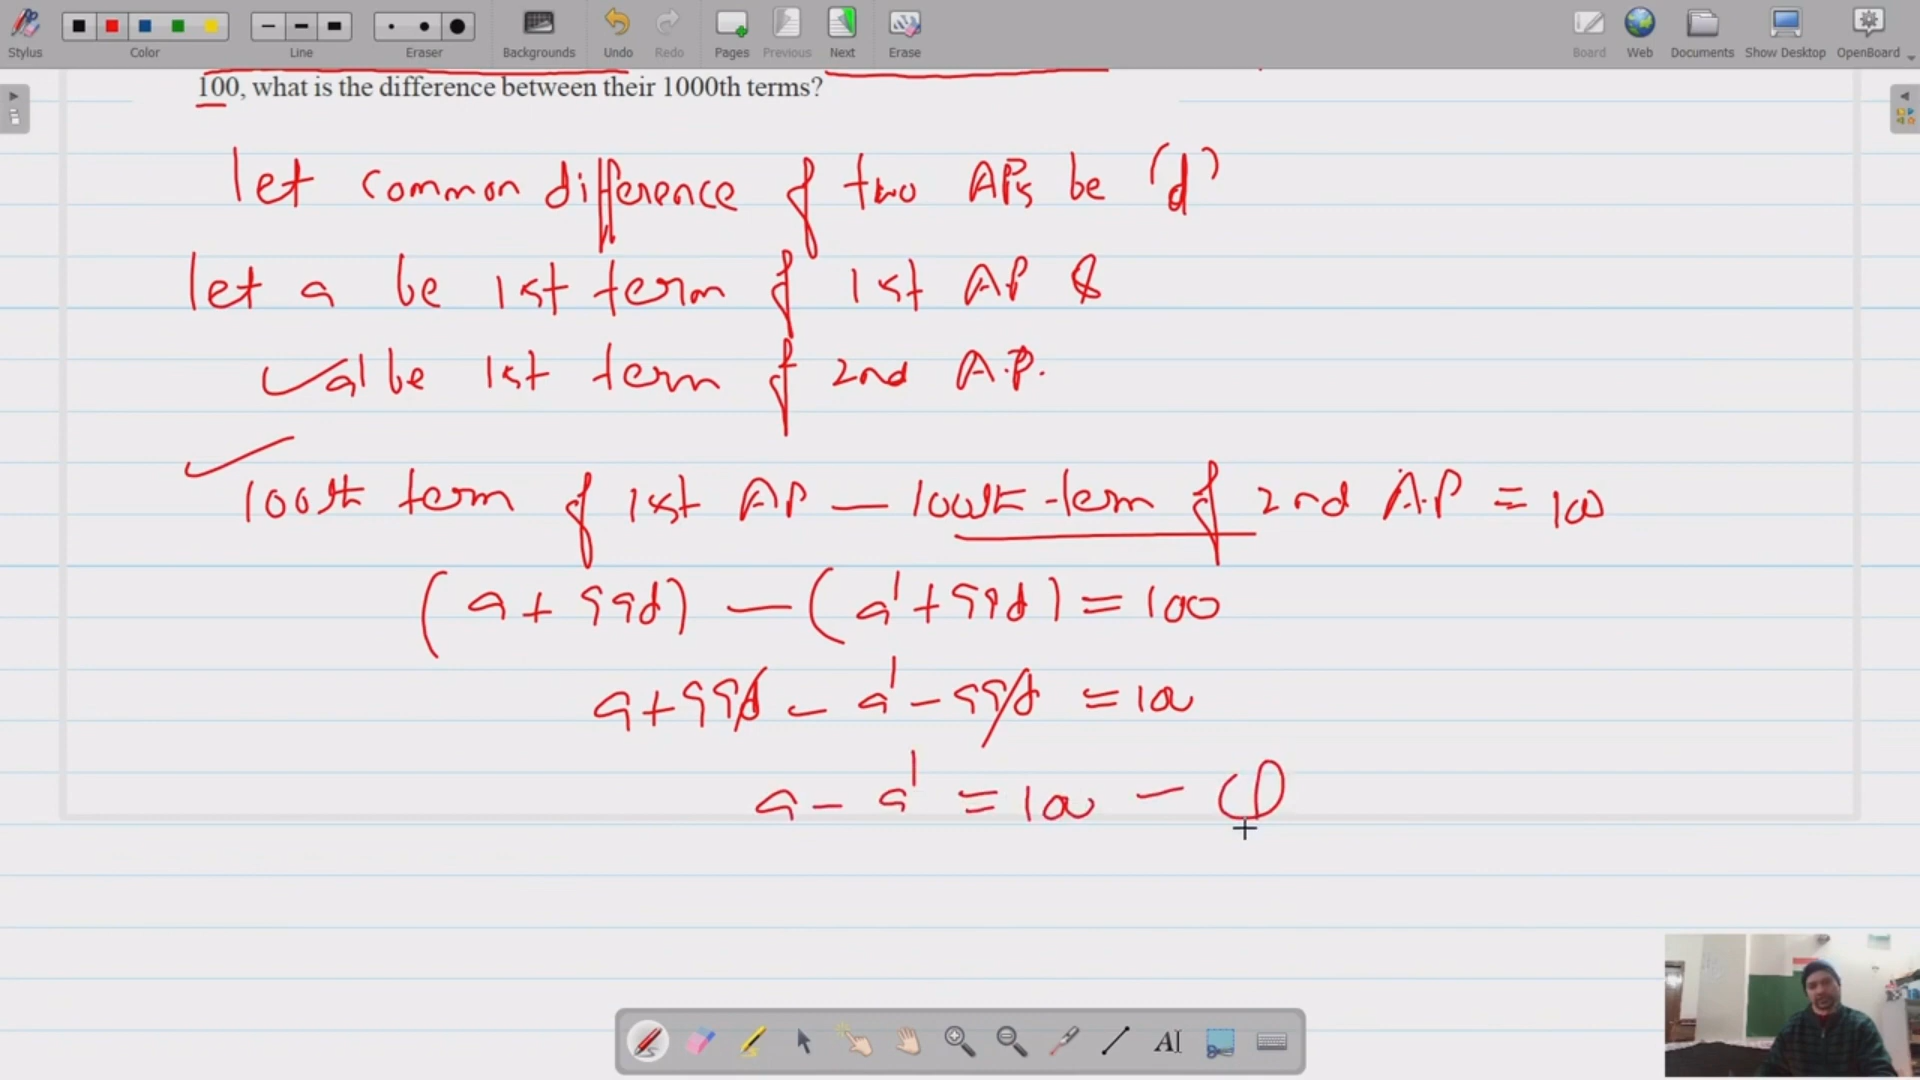 Stylus Color Line Eraser Backgrounds Undo Redo Pages Previous Next Erase Board Web Documents Show Desktop OpenBoard
100, what is the difference between their 1000th terms?
let common difference of two APs be 'd'
let a be 1st term of 1st AP &
a' be 1st term of 2nd A.P.
100th term of 1st AP — 100th term of 2nd A.P = 100
(a + 99d) — (a' + 99d) = 100
a + 99d - a' - 99d = 100
a - a' = 100 - (1)
AI